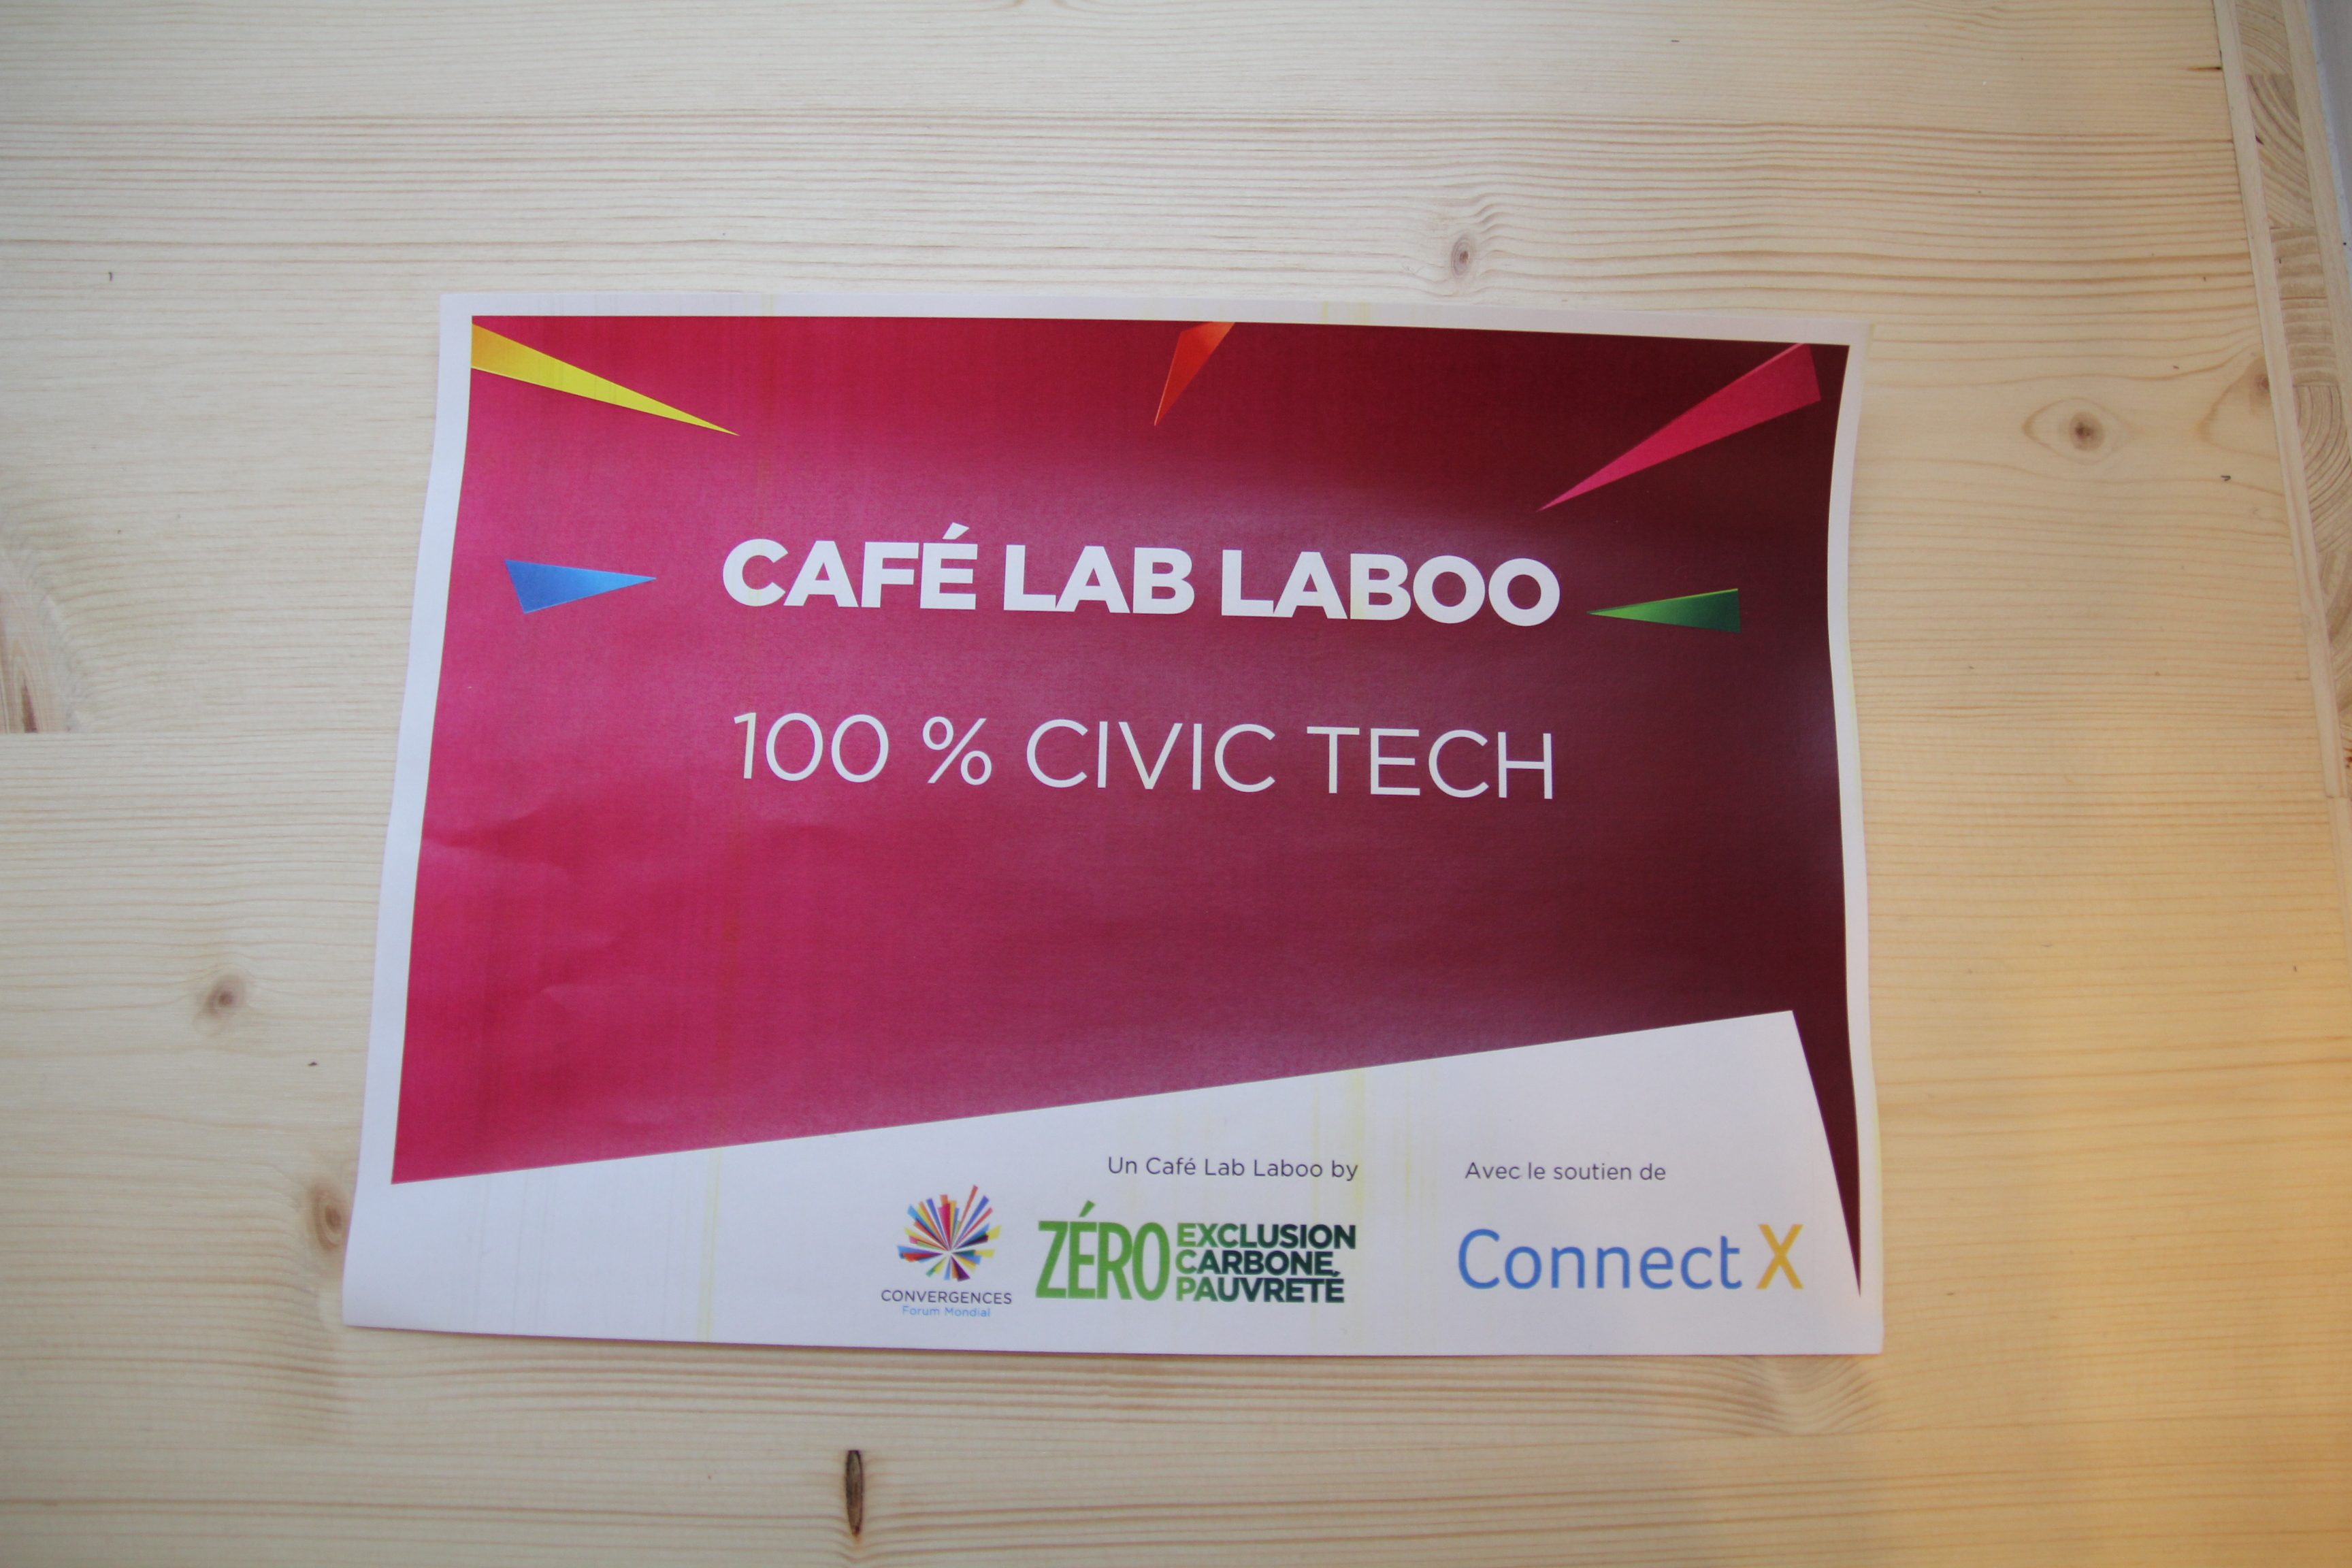 CAFÉ LAB LABOO
100 % CIVIC TECH
Un Café Lab Laboo by
Avec le soutien de
CONVERGENCES
Forum Mondial
ZÉRO EXCLUSION
CARBONE,
PAUVRETÉ
Connect X